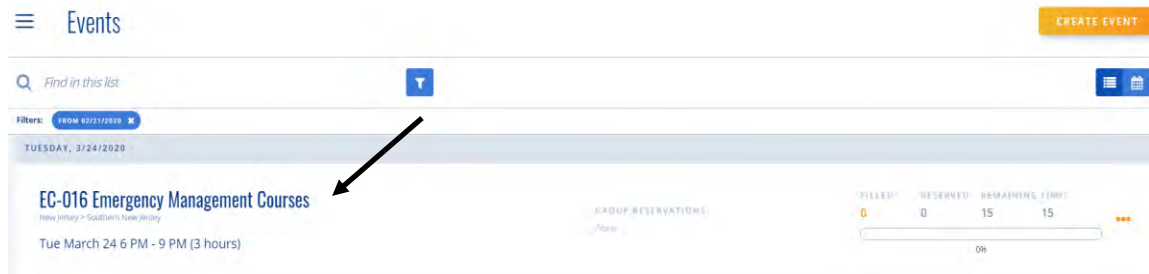 Events
CREATE EVENT
Find in this list
Filters: FROM 02/21/2020 X
TUESDAY, 3/24/2020
EC-016 Emergency Management Courses
New Jersey > Southern New Jersey
Tue March 24 6 PM - 9 PM (3 hours)
GROUP RESERVATIONS
None
FILLED RESERVED REMAINING LIMIT
0 0 15 15
0%